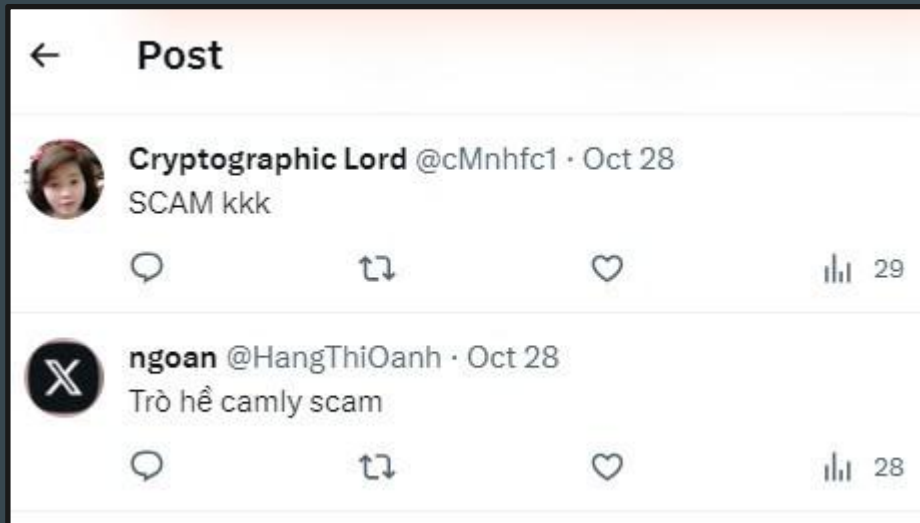 Post
Cryptographic Lord @cMnhfc1 · Oct 28
SCAM kkk
29
ngoan @HangThiOanh · Oct 28
Trò hề camly scam
28